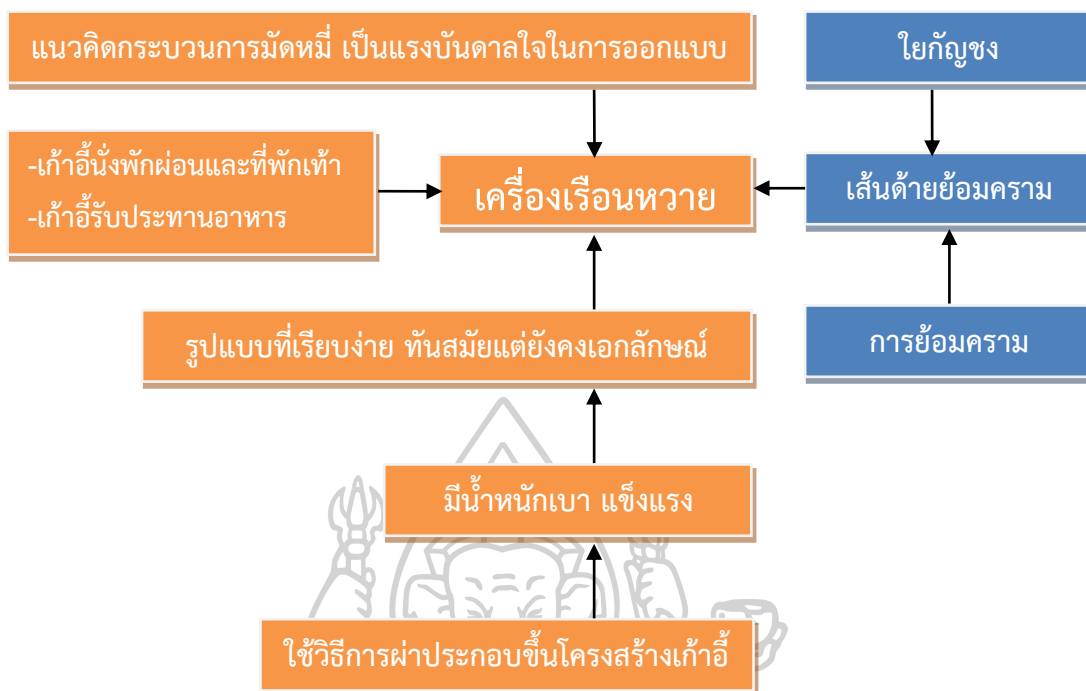 แนวคิดกระบวนการมัดหมี่ เป็นแรงบันดาลใจในการออกแบบ
ใยกัญชง
-เก้าอี้นั่งพักผ่อนและที่พักเท้า
-เก้าอี้รับประทานอาหาร
เครื่องเรือนหวาย
เส้นด้ายย้อมคราม
รูปแบบที่เรียบง่าย ทันสมัยแต่ยังคงเอกลักษณ์
การย้อมคราม
มีน้ำหนักเบา แข็งแรง
ใช้วิธีการผ่าประกอบขึ้นโครงสร้างเก้าอี้